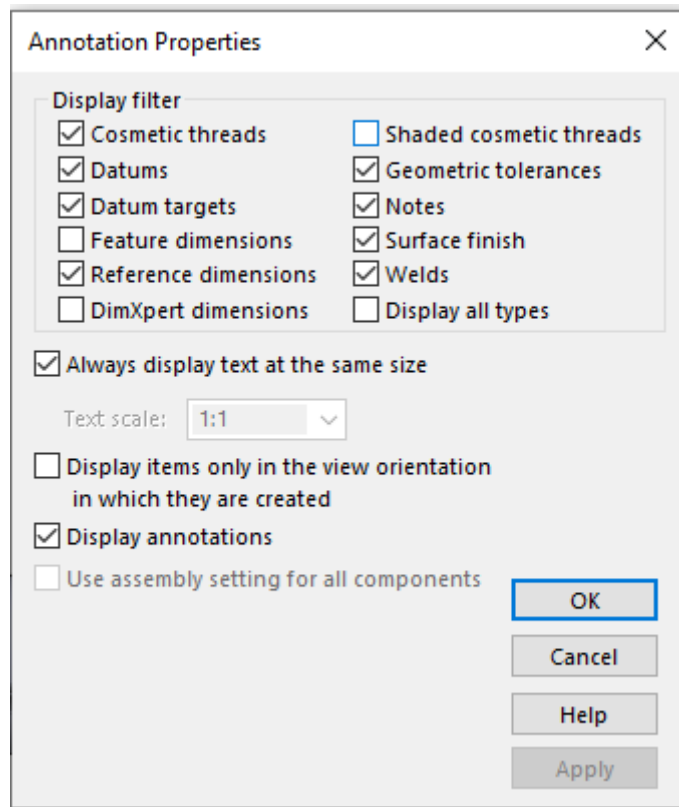 Annotation Properties
Display filter
Cosmetic threads
Shaded cosmetic threads
Datums
Geometric tolerances
Datum targets
Notes
Feature dimensions
Surface finish
Reference dimensions
Welds
DimXpert dimensions
Display all types
Always display text at the same size
Text scale: 1:1
Display items only in the view orientation
in which they are created
Display annotations
Use assembly setting for all components
OK
Cancel
Help
Apply